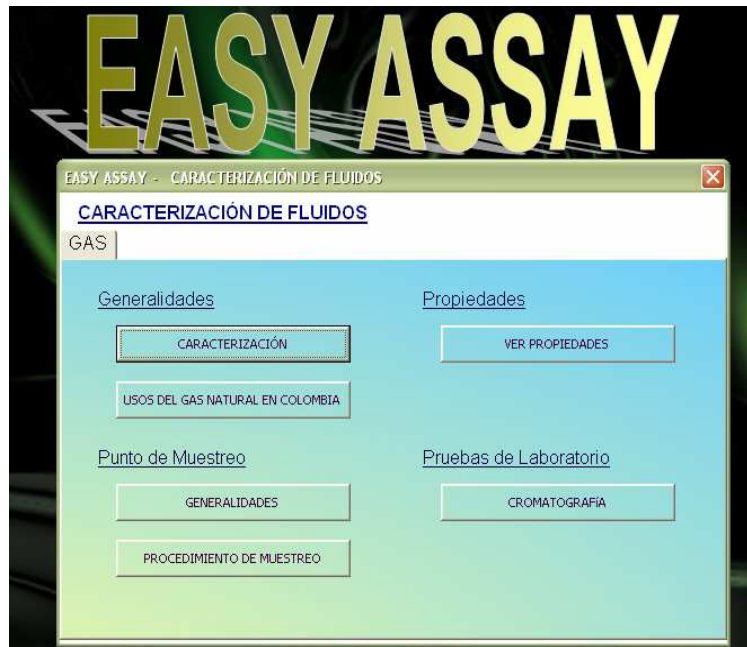 EASY ASSAY
EASY ASSAY - CARACTERIZACIÓN DE FLUIDOS
CARACTERIZACIÓN DE FLUIDOS
GAS
Generalidades
CARACTERIZACIÓN
USOS DEL GAS NATURAL EN COLOMBIA
Propiedades
VER PROPIEDADES
Punto de Muestreo
GENERALIDADES
PROCEDIMIENTO DE MUESTREO
Pruebas de Laboratorio
CROMATOGRAFíA